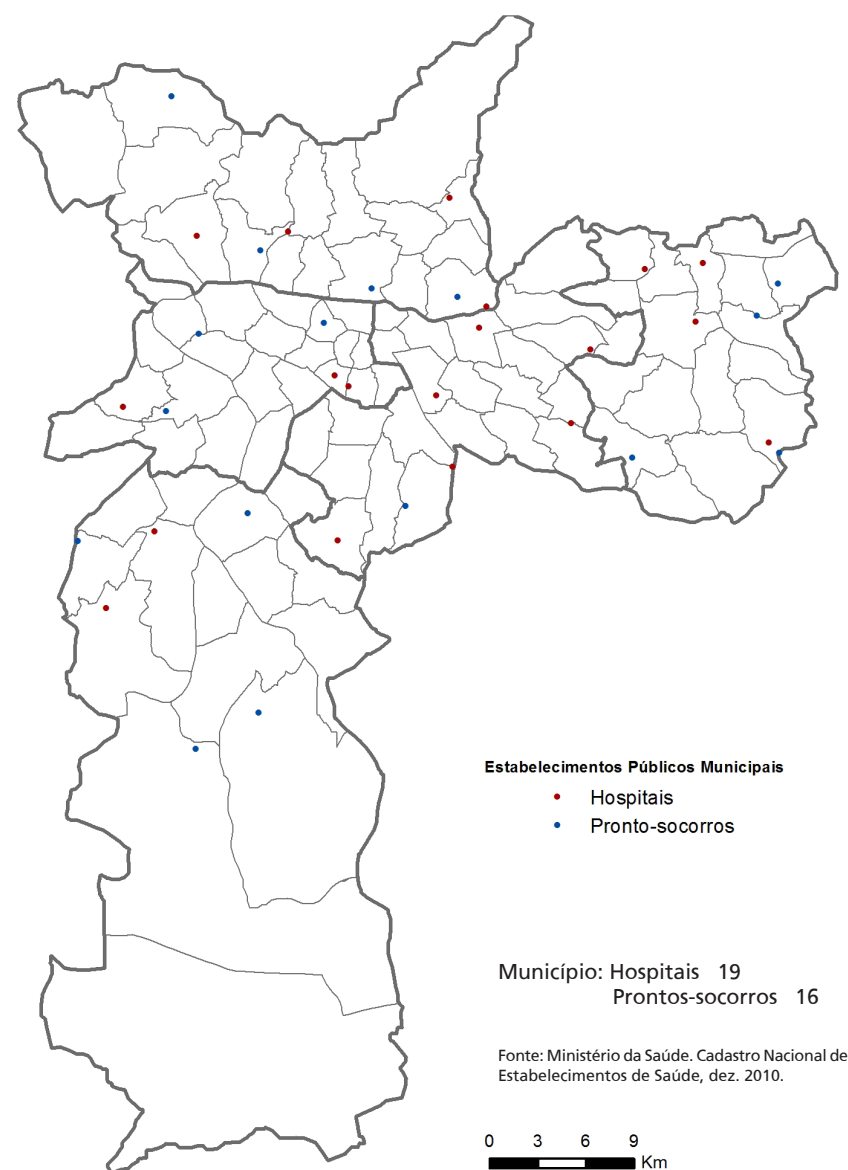 Estabelecimentos Públicos Municipais
Hospitais
Pronto-socorros
Município: Hospitais 19
Prontos-socorros 16
Fonte: Ministério da Saúde. Cadastro Nacional de
Estabelecimentos de Saúde, dez. 2010.
0 3 6 9
Km